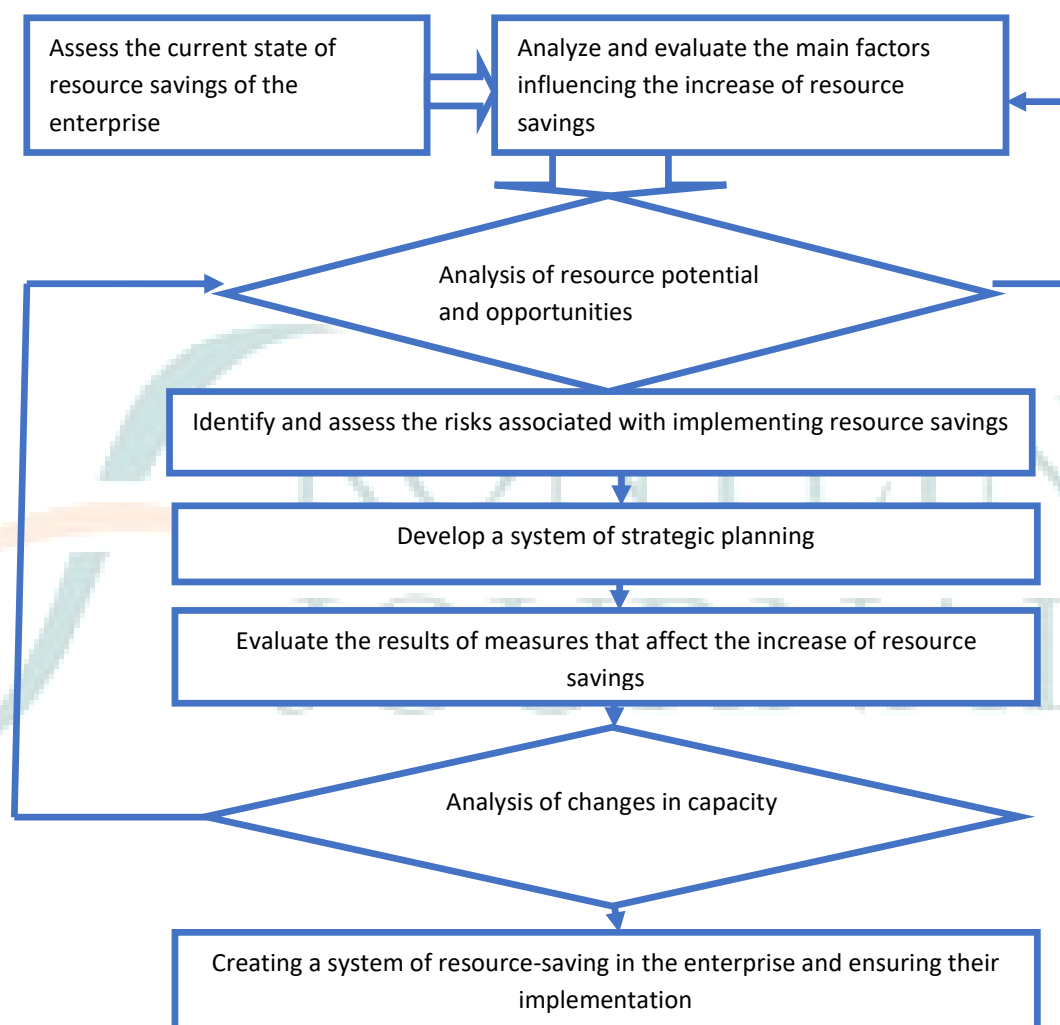 Assess the current state of
resource savings of the
enterprise
Analyze and evaluate the main factors
influencing the increase of resource
savings
Analysis of resource potential
and opportunities
Identify and assess the risks associated with implementing resource savings
Develop a system of strategic planning
Evaluate the results of measures that affect the increase of resource
savings
Analysis of changes in capacity
Creating a system of resource-saving in the enterprise and ensuring their
implementation